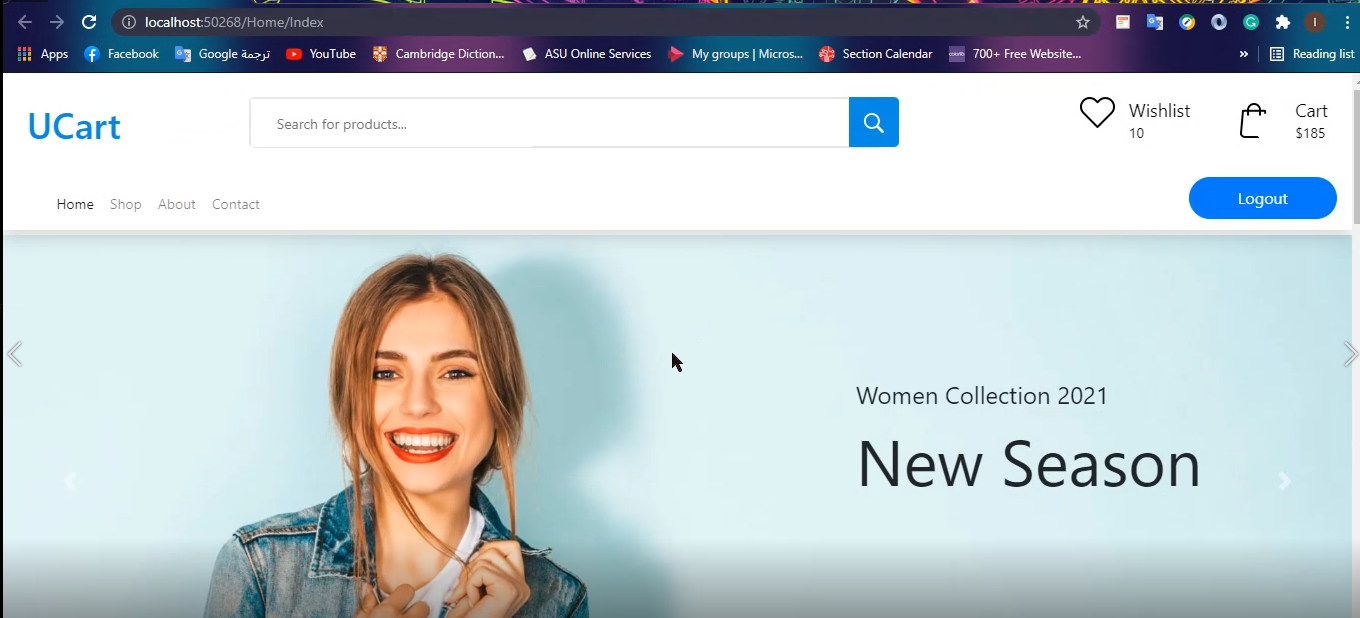 localhost:50268/Home/Index
Apps Facebook Google ترجمة YouTube Cambridge Diction... ASU Online Services My groups | Micros... Section Calendar 700+ Free Website... » Reading list
UCart
Search for products...
Wishlist
10
Cart
$185
Home Shop About Contact
Logout
Women Collection 2021
New Season